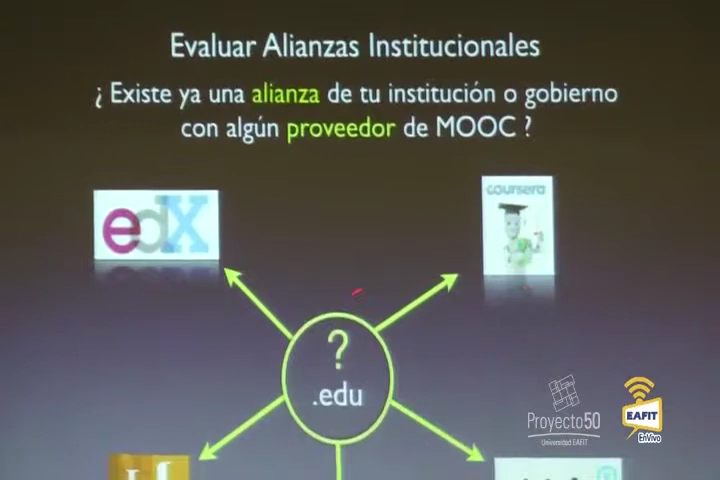 Evaluar Alianzas Institucionales
¿ Existe ya una alianza de tu institución o gobierno
con algún proveedor de MOOC ?
edX
coursera
?
.edu
Proyecto50
Universidad EAFIT
EAFIT
EnVivo